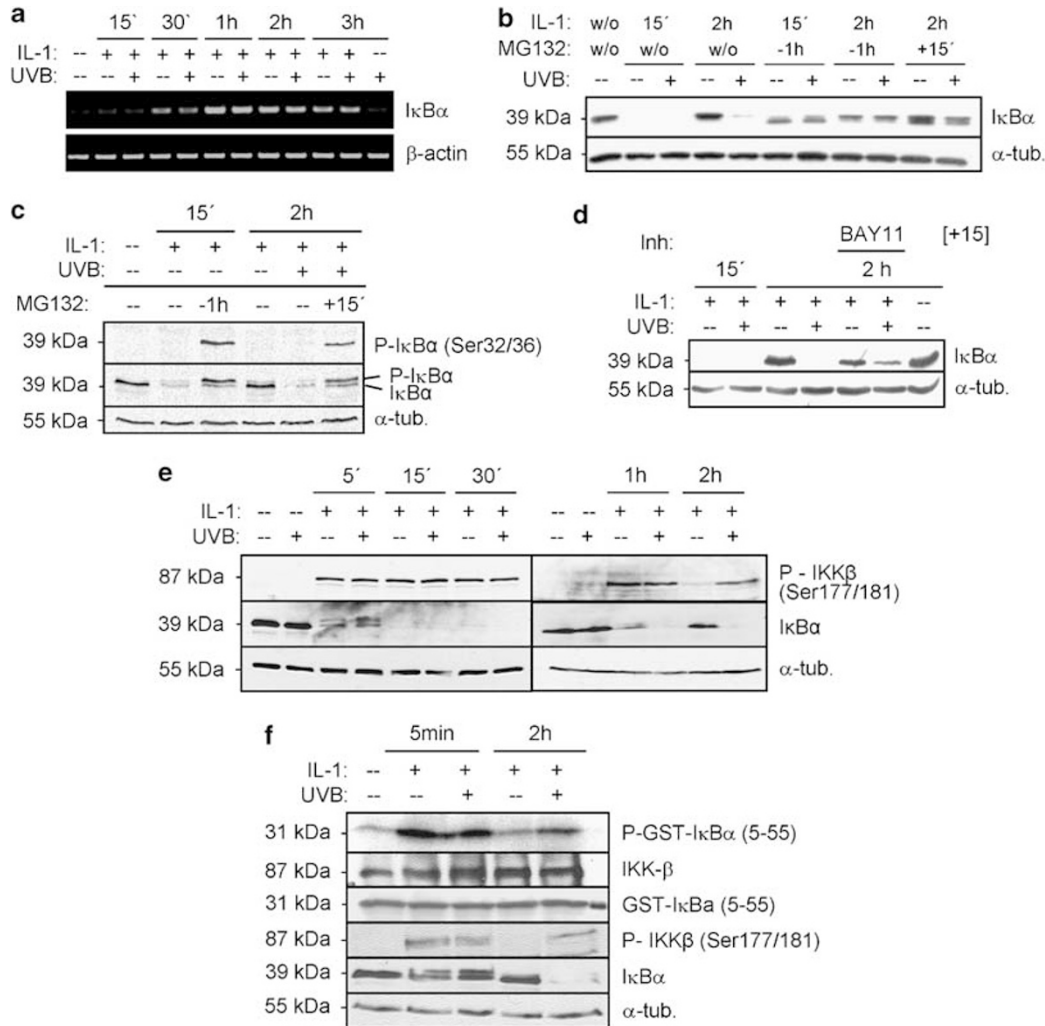 a
15` 30` 1h 2h 3h
IL-1: -- + + + + + + + + + + --
UVB: -- -- + -- + -- + -- + -- + +
IκBα
β-actin
b
IL-1: w/o 15´ 2h 15´ 2h 2h
MG132: w/o w/o w/o -1h -1h +15´
UVB: -- -- + -- + -- + -- + -- +
39 kDa IκBα
55 kDa α-tub.
c
15´ 2h
IL-1: -- + + + + +
UVB: -- -- -- -- + +
MG132: -- -- -1h -- -- +15´
39 kDa P-IκBα (Ser32/36)
39 kDa P-IκBα
IκBα
55 kDa α-tub.
d
Inh: BAY11 [+15]
15´ 2 h
IL-1: + + + + + + --
UVB: -- + -- + -- + --
39 kDa IκBα
55 kDa α-tub.
e
5´ 15´ 30´ 1h 2h
IL-1: -- -- + + + + + + -- -- + + + +
UVB: -- + -- + -- + -- + -- + -- + -- +
87 kDa P - IKKβ
(Ser177/181)
39 kDa IκBα
55 kDa α-tub.
f
5min 2h
IL-1: -- + + + +
UVB: -- -- + -- +
31 kDa P-GST-IκBα (5-55)
87 kDa IKK-β
31 kDa GST-IκBa (5-55)
87 kDa P- IKKβ (Ser177/181)
39 kDa IκBα
55 kDa α-tub.